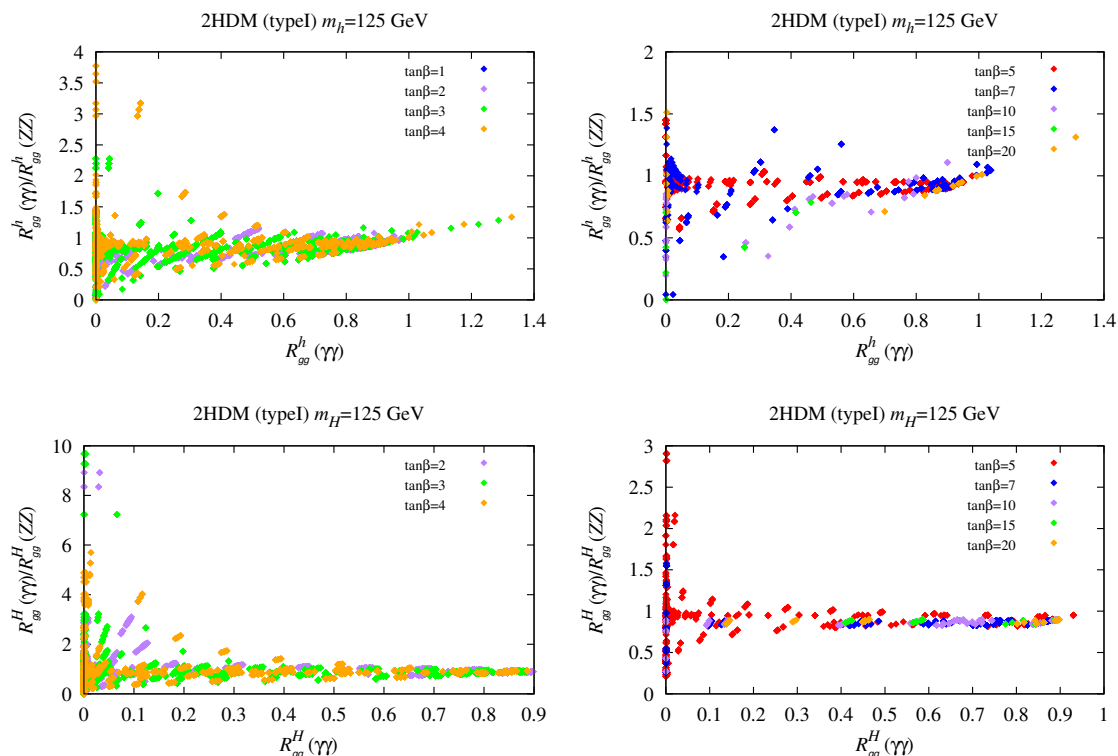 2HDM (typeI) m_h=125 GeV
R^h_gg (γγ)/R^h_gg (ZZ)
4
3.5
3
2.5
2
1.5
1
0.5
0
tanβ=1
tanβ=2
tanβ=3
tanβ=4
0 0.2 0.4 0.6 0.8 1 1.2 1.4
R^h_gg (γγ)
2HDM (typeI) m_h=125 GeV
R^h_gg (γγ)/R^h_gg (ZZ)
2
1.5
1
0.5
0
tanβ=5
tanβ=7
tanβ=10
tanβ=15
tanβ=20
0 0.2 0.4 0.6 0.8 1 1.2 1.4
R^h_gg (γγ)
2HDM (typeI) m_H=125 GeV
R^H_gg (γγ)/R^H_gg (ZZ)
10
8
6
4
2
0
tanβ=2
tanβ=3
tanβ=4
0 0.1 0.2 0.3 0.4 0.5 0.6 0.7 0.8 0.9
R^H_gg (γγ)
2HDM (typeI) m_H=125 GeV
R^H_gg (γγ)/R^H_gg (ZZ)
3
2.5
2
1.5
1
0.5
0
tanβ=5
tanβ=7
tanβ=10
tanβ=15
tanβ=20
0 0.1 0.2 0.3 0.4 0.5 0.6 0.7 0.8 0.9 1
R^H_gg (γγ)